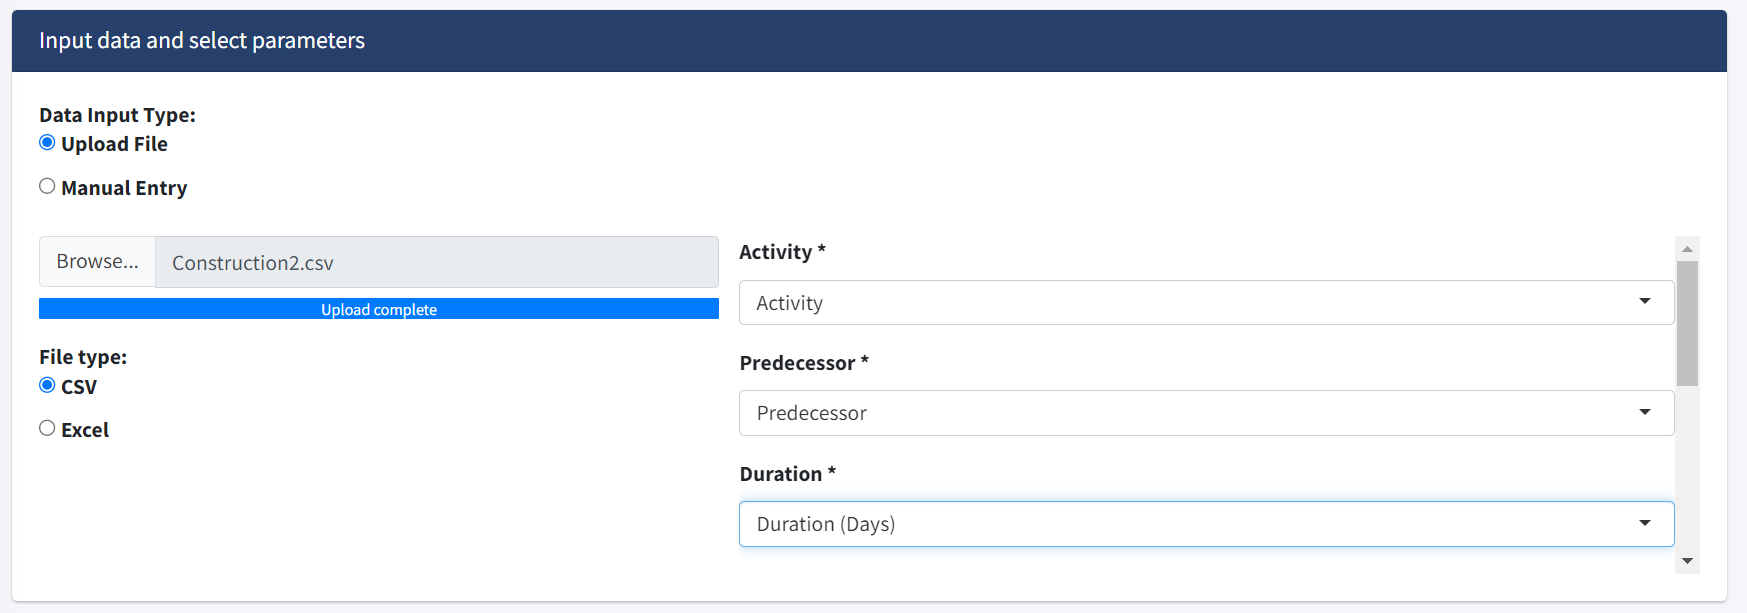 Input data and select parameters
Data Input Type:
Upload File
Manual Entry
Browse...
Construction2.csv
Upload complete
File type:
CSV
Excel
Activity *
Activity
Predecessor *
Predecessor
Duration *
Duration (Days)